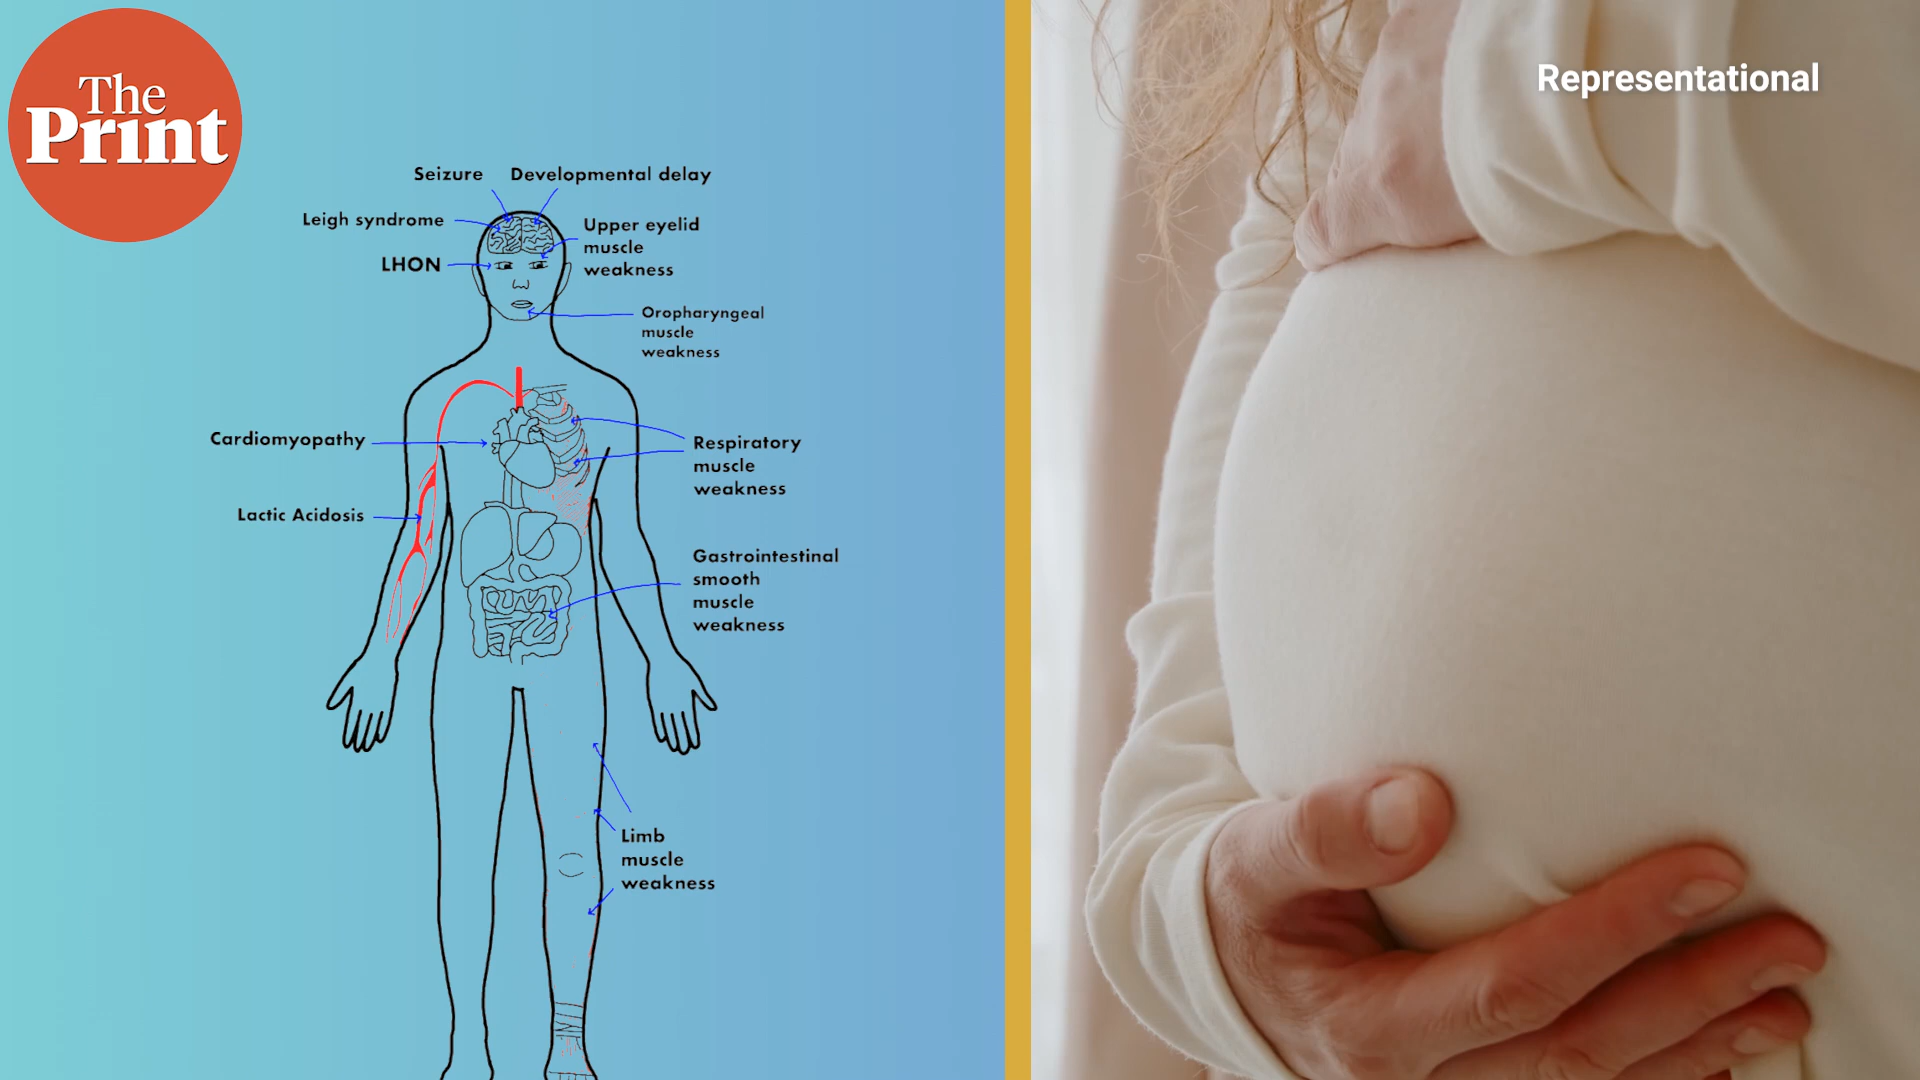 The
Print
Representational
Seizure
Developmental delay
Leigh syndrome
Upper eyelid
muscle
weakness
LHON
Oropharyngeal
muscle
weakness
Cardiomyopathy
Respiratory
muscle
weakness
Lactic Acidosis
Gastrointestinal
smooth
muscle
weakness
Limb
muscle
weakness